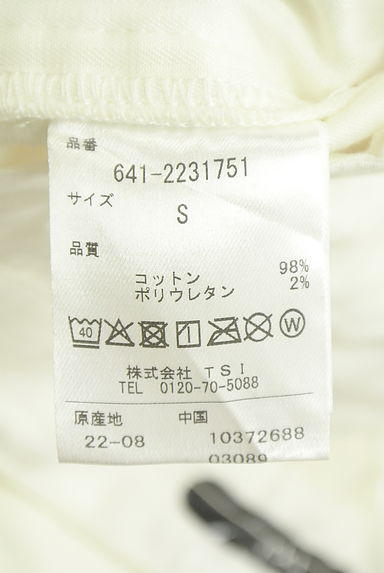 品番
641-2231751
サイズ
S
品質
コットン 98%
ポリウレタン 2%
40 W
株式会社 TSI
TEL 0120-70-5088
原産地 中国
22-08 10372688
03089